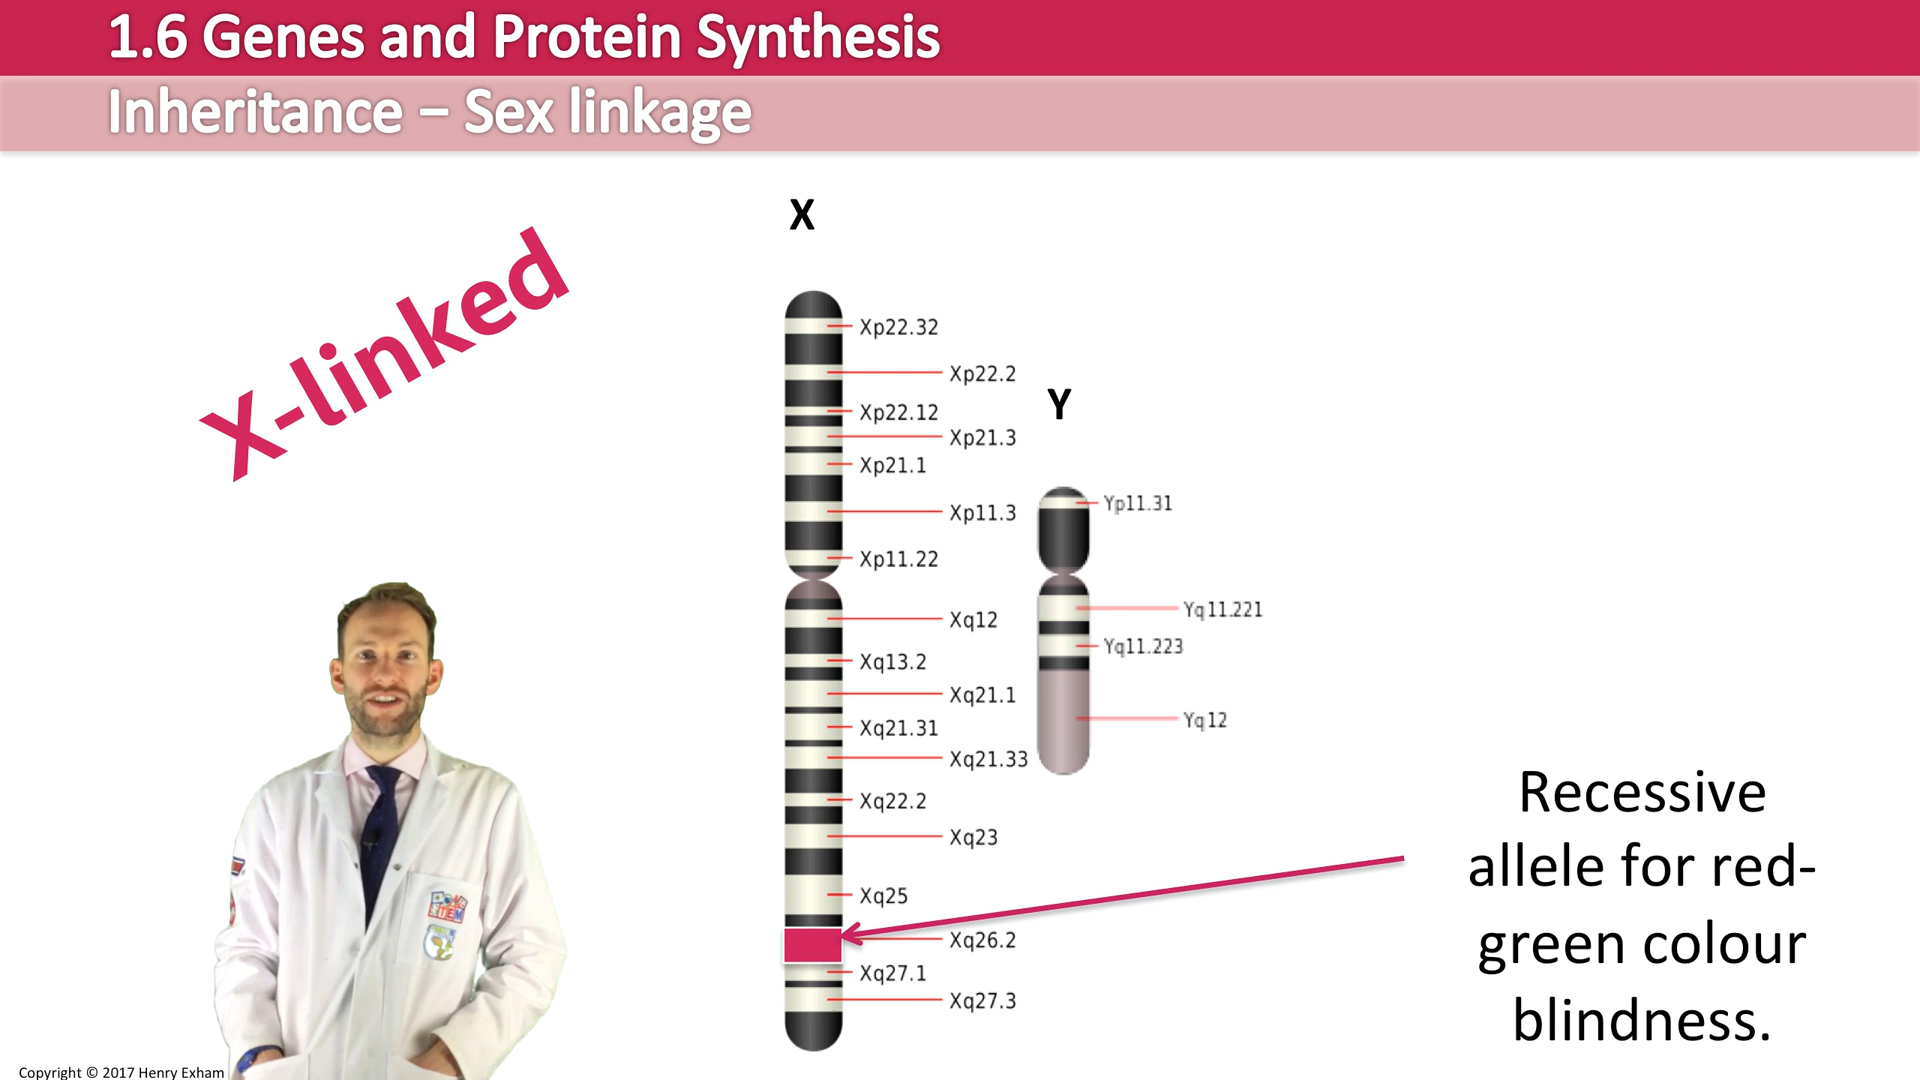 1.6 Genes and Protein Synthesis
Inheritance – Sex linkage
X-linked
X
Xp22.32
Xp22.2
Xp22.12
Xp21.3
Xp21.1
Xp11.3
Xp11.22
Xq12
Xq13.2
Xq21.1
Xq21.31
Xq21.33
Xq22.2
Xq23
Xq25
Xq26.2
Xq27.1
Xq27.3
Y
Yp11.31
Yq11.221
Yq11.223
Yq12
Recessive
allele for red-
green colour
blindness.
STEM
Copyright © 2017 Henry Exham